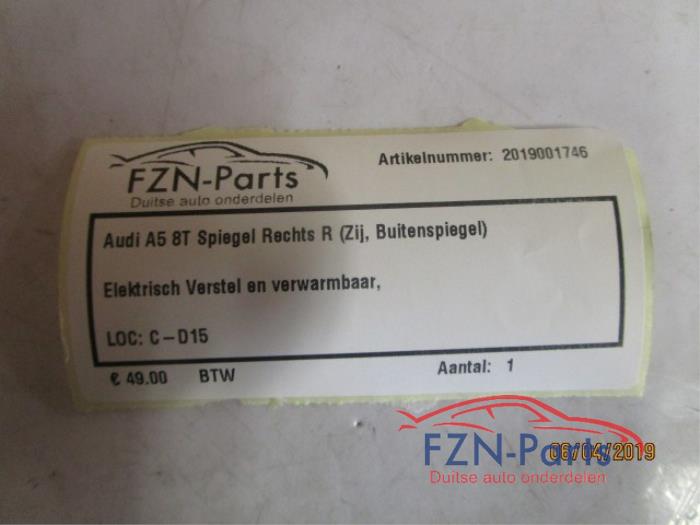 FZN-Parts
Duitse auto onderdelen
Artikelnummer: 2019001746
Audi A5 8T Spiegel Rechts R (Zij, Buitenspiegel)
Elektrisch Verstel en verwarmbaar,
LOC: C-D15
€ 49.00 BTW
Aantal: 1
06/04/2019
FZN-Parts
Duitse auto onderdelen